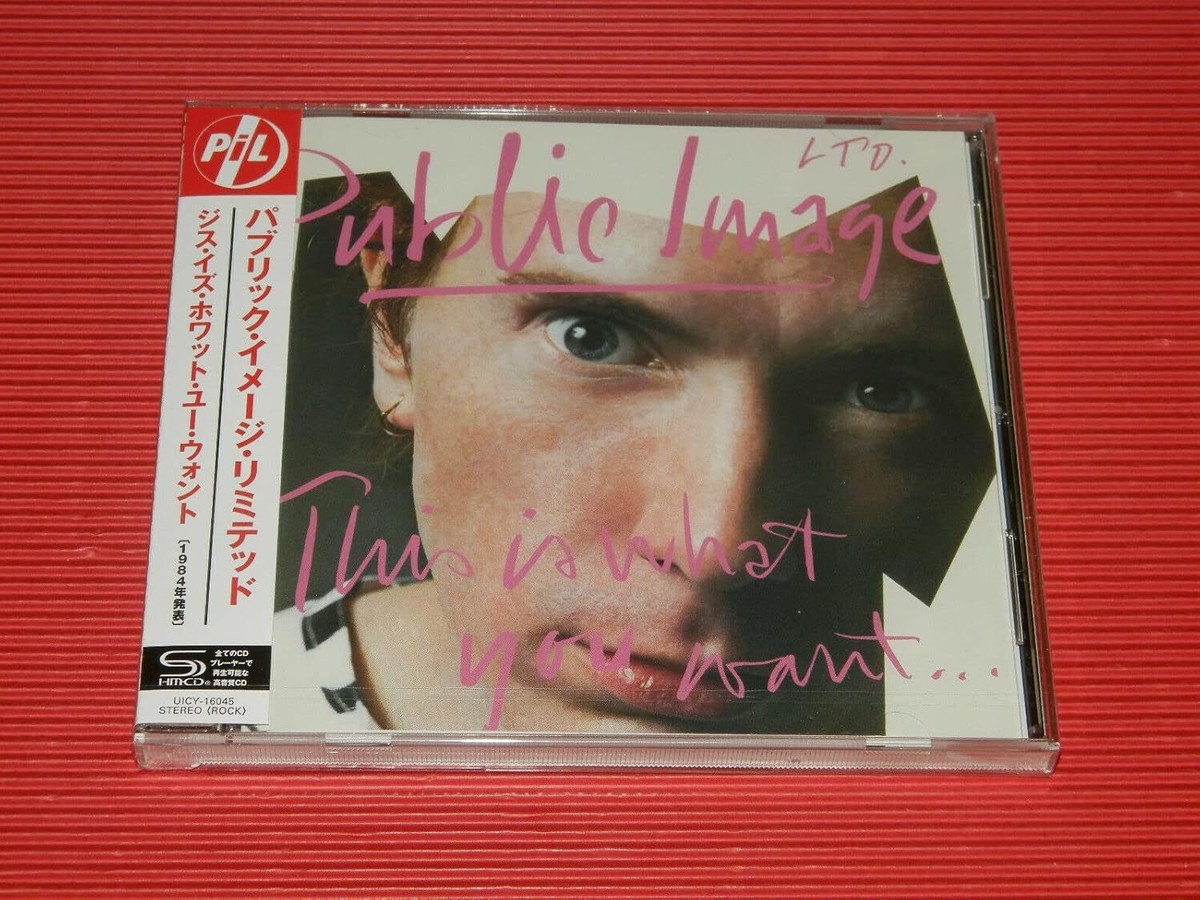 PiL
パブリック・イメージ・リミテッド
ジス・イズ・ホワット・ユー・ウォント
[1984年発表]
SHM-CD®
全てのCD
プレーヤーで
再生可能な
高音質CD
UICY-16046
STEREO〈ROCK〉
LTD.
Public Image
This is what
you want...